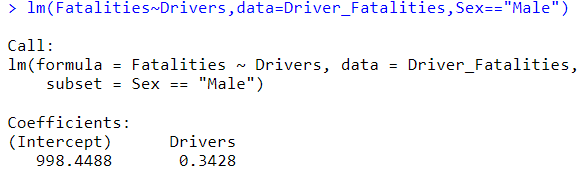 > lm(Fatalities~Drivers,data=Driver_Fatalities,Sex=="Male")
Call:
lm(formula = Fatalities ~ Drivers, data = Driver_Fatalities,
subset = Sex == "Male")
Coefficients:
(Intercept) Drivers
998.4488 0.3428